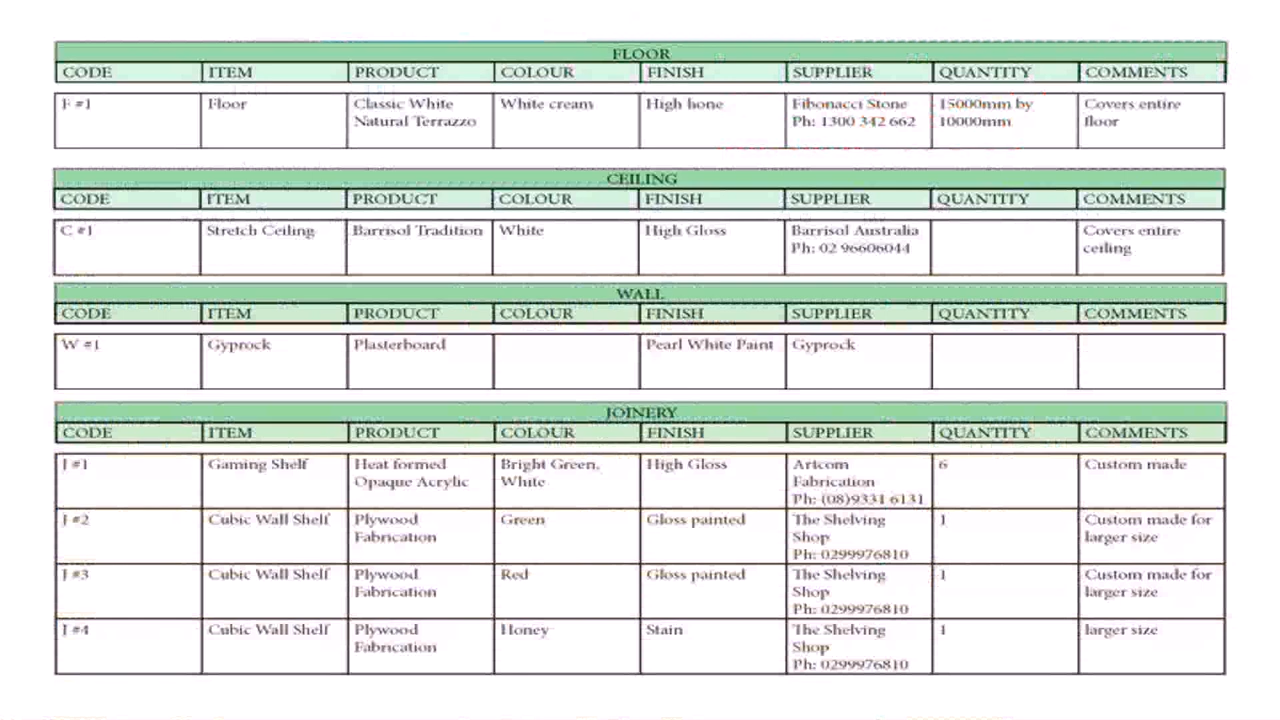 FLOOR
CODE ITEM PRODUCT COLOUR FINISH SUPPLIER QUANTITY COMMENTS
F #1 Floor Classic White White cream High hone Fibonacci Stone 15000mm by Covers entire
Natural Terrazzo Ph: 1300 342 662 10000mm floor
CEILING
CODE ITEM PRODUCT COLOUR FINISH SUPPLIER QUANTITY COMMENTS
C #1 Stretch Ceiling Barrisol Tradition White High Gloss Barrisol Australia Covers entire
Ph: 02 96606044 ceiling
WALL
CODE ITEM PRODUCT COLOUR FINISH SUPPLIER QUANTITY COMMENTS
W #1 Gyprock Plasterboard Pearl White Paint Gyprock
JOINERY
CODE ITEM PRODUCT COLOUR FINISH SUPPLIER QUANTITY COMMENTS
J #1 Gaming Shelf Heat formed Bright Green, High Gloss Artcom 6 Custom made
Opaque Acrylic White Fabrication
Ph: (08)9331 6131
J #2 Cubic Wall Shelf Plywood Green Gloss painted The Shelving 1 Custom made for
Fabrication Shop larger size
Ph: 0299976810
J #3 Cubic Wall Shelf Plywood Red Gloss painted The Shelving 1 Custom made for
Fabrication Shop larger size
Ph: 0299976810
J #4 Cubic Wall Shelf Plywood Honey Stain The Shelving 1 larger size
Fabrication Shop
Ph: 0299976810